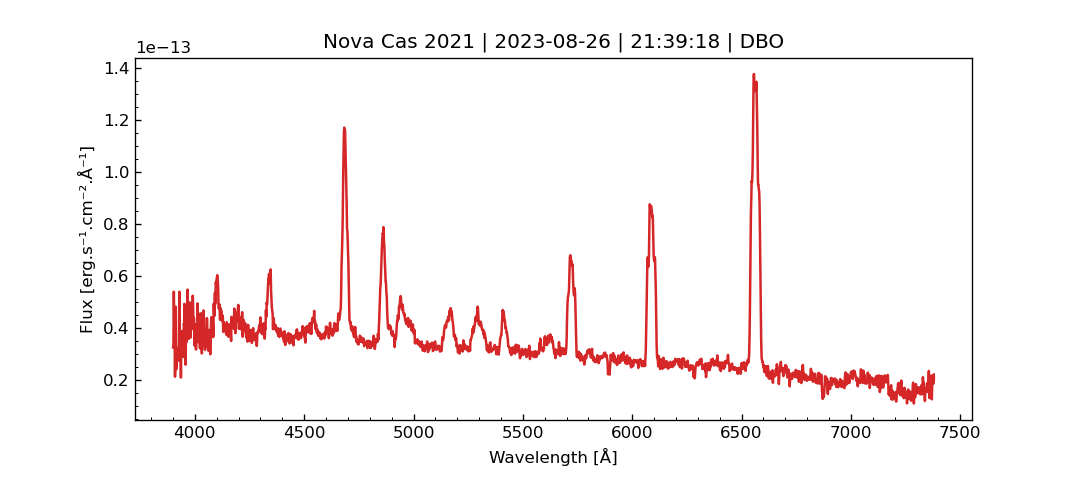 Nova Cas 2021 | 2023-08-26 | 21:39:18 | DBO
1e−13
1.4
1.2
1.0
0.8
0.6
0.4
0.2
Flux [erg.s⁻¹.cm⁻².Å⁻¹]
4000 4500 5000 5500 6000 6500 7000 7500
Wavelength [Å]